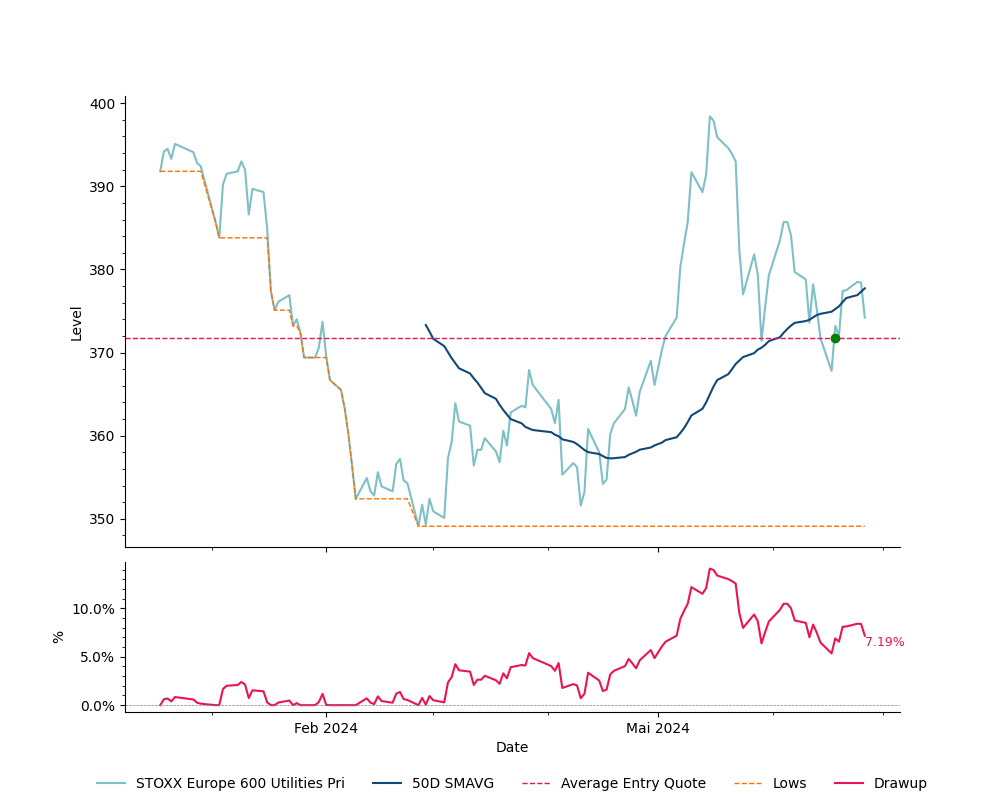 400
390
380
370
360
350
Level
10.0%
5.0%
0.0%
%
7.19%
Feb 2024
Mai 2024
Date
STOXX Europe 600 Utilities Pri
50D SMAVG
Average Entry Quote
Lows
Drawup